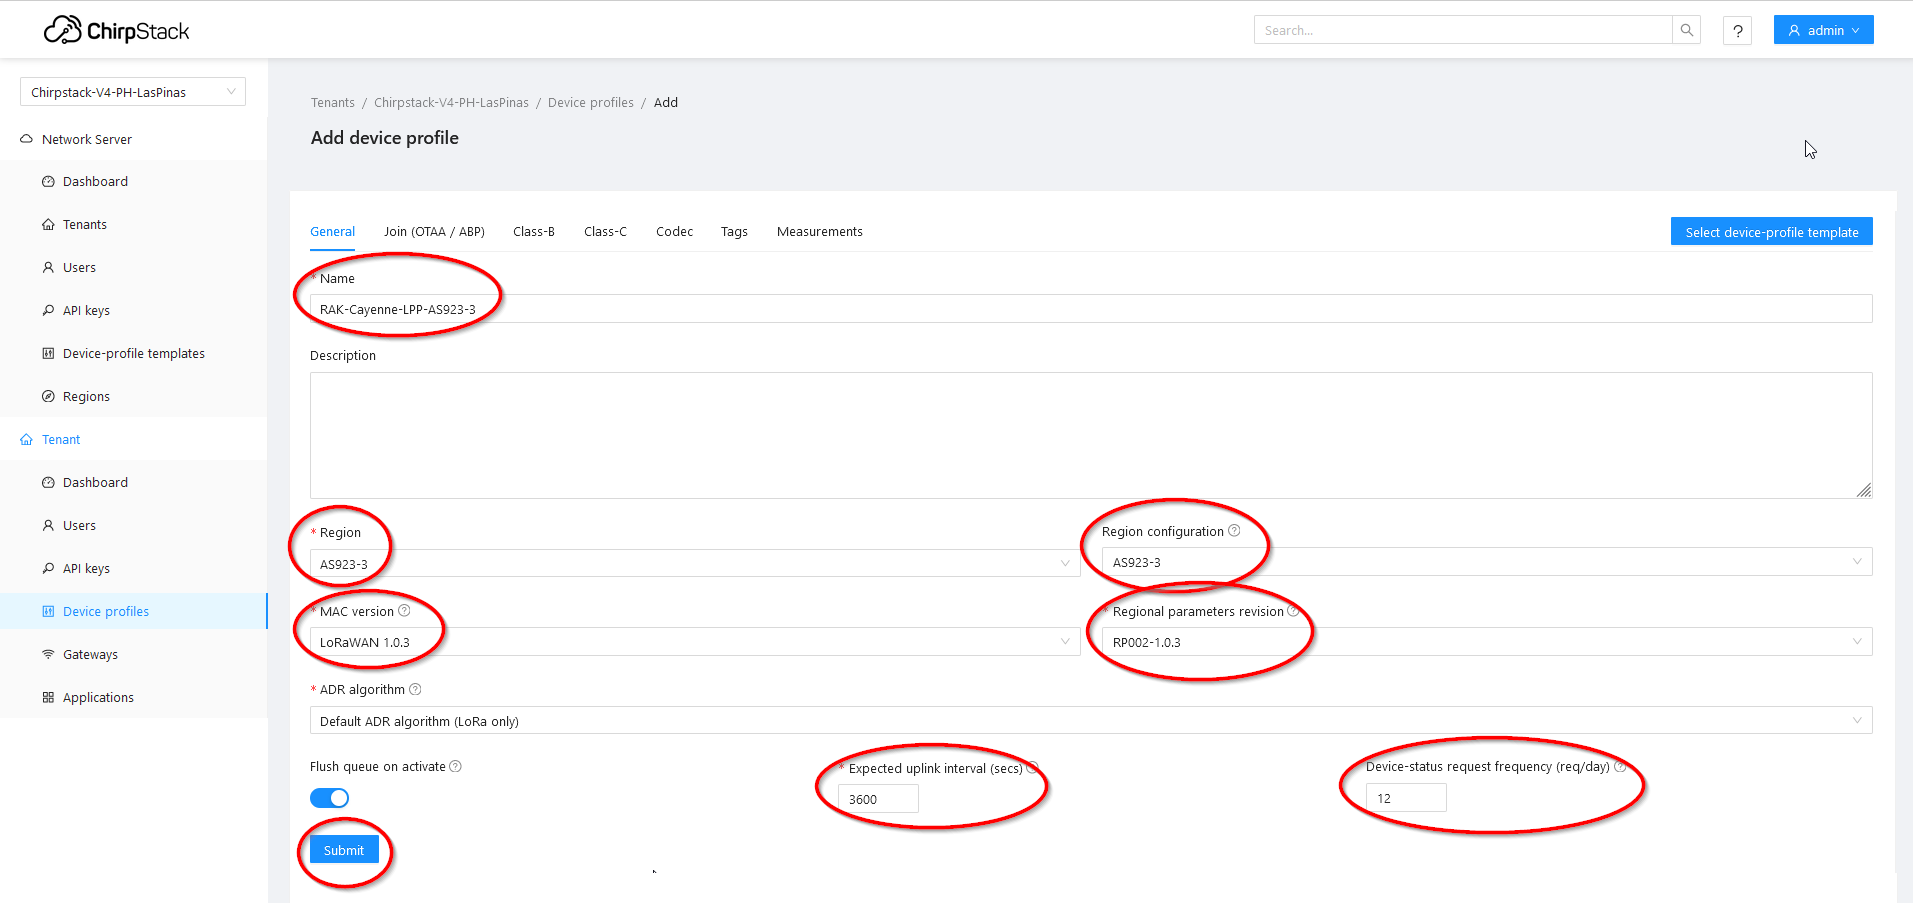 ChirpStack
Search...
?
admin
Chirpstack-V4-PH-LasPinas
Network Server
Dashboard
Tenants
Users
API keys
Device-profile templates
Regions
Tenant
Dashboard
Users
API keys
Device profiles
Gateways
Applications
Tenants / Chirpstack-V4-PH-LasPinas / Device profiles / Add
Add device profile
General Join (OTAA / ABP) Class-B Class-C Codec Tags Measurements
Select device-profile template
* Name
RAK-Cayenne-LPP-AS923-3
Description
* Region
AS923-3
Region configuration ?
AS923-3
* MAC version ?
LoRaWAN 1.0.3
* Regional parameters revision ?
RP002-1.0.3
* ADR algorithm ?
Default ADR algorithm (LoRa only)
Flush queue on activate ?
* Expected uplink interval (secs) ?
3600
Device-status request frequency (req/day) ?
12
Submit